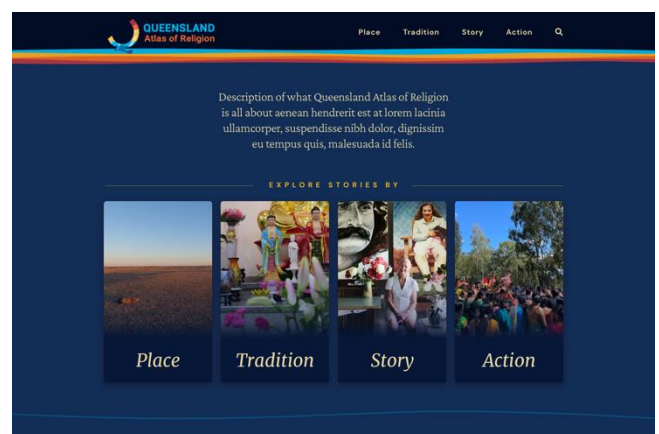 QUEENSLAND
Atlas of Religion
Place Tradition Story Action
Description of what Queensland Atlas of Religion
is all about aenean hendrerit est at lorem lacinia
ullamcorper, suspendisse nibh dolor, dignissim
eu tempus quis, malesuada id felis.
EXPLORE STORIES BY
Place Tradition Story Action